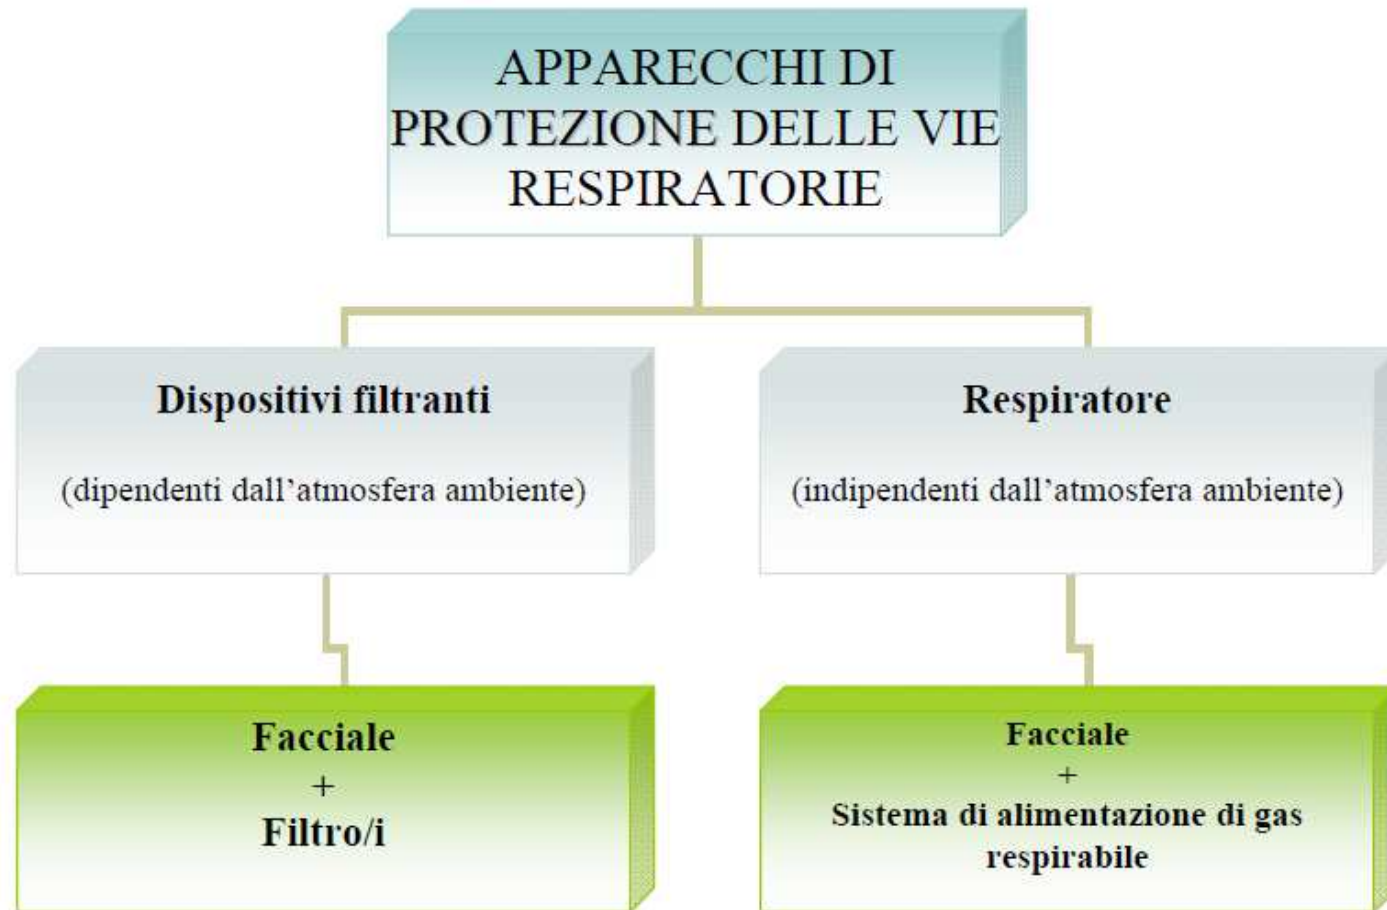 APPARECCHI DI
PROTEZIONE DELLE VIE
RESPIRATORIE
Dispositivi filtranti
(dipendenti dall’atmosfera ambiente)
Respiratore
(indipendenti dall’atmosfera ambiente)
Facciale
+
Filtro/i
Facciale
+
Sistema di alimentazione di gas
respirabile